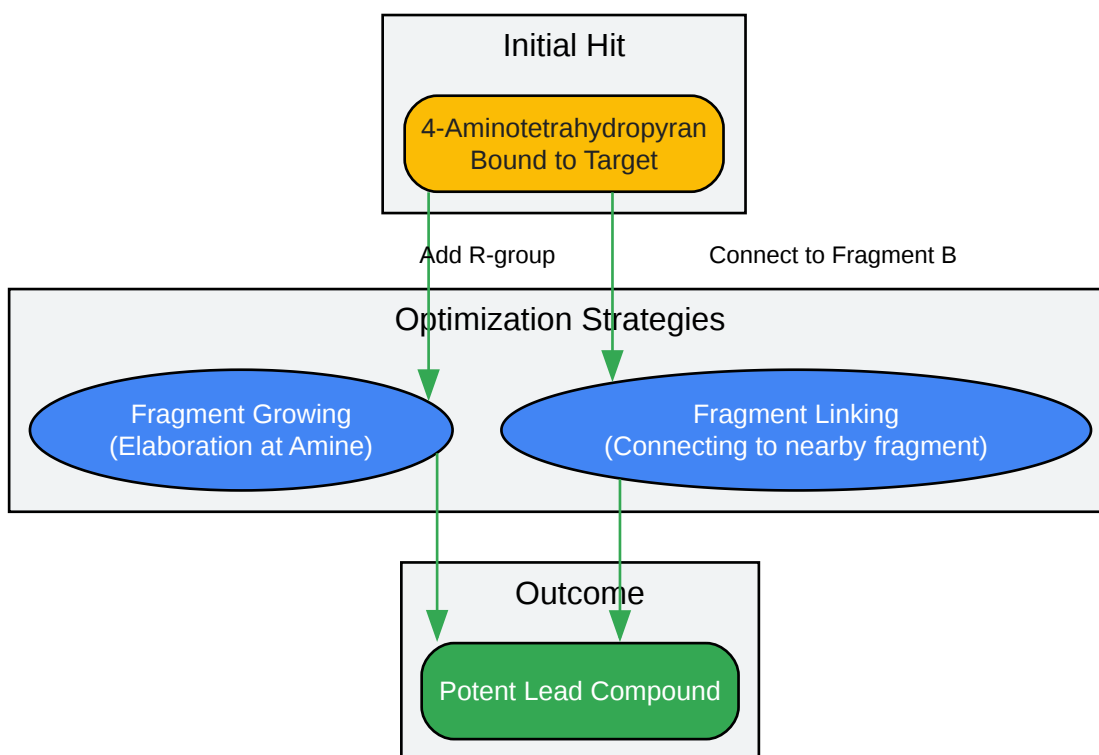 Initial Hit
4-Aminotetrahydropyran
Bound to Target
Add R-group
Connect to Fragment B
Optimization Strategies
Fragment Growing
(Elaboration at Amine)
Fragment Linking
(Connecting to nearby fragment)
Outcome
Potent Lead Compound